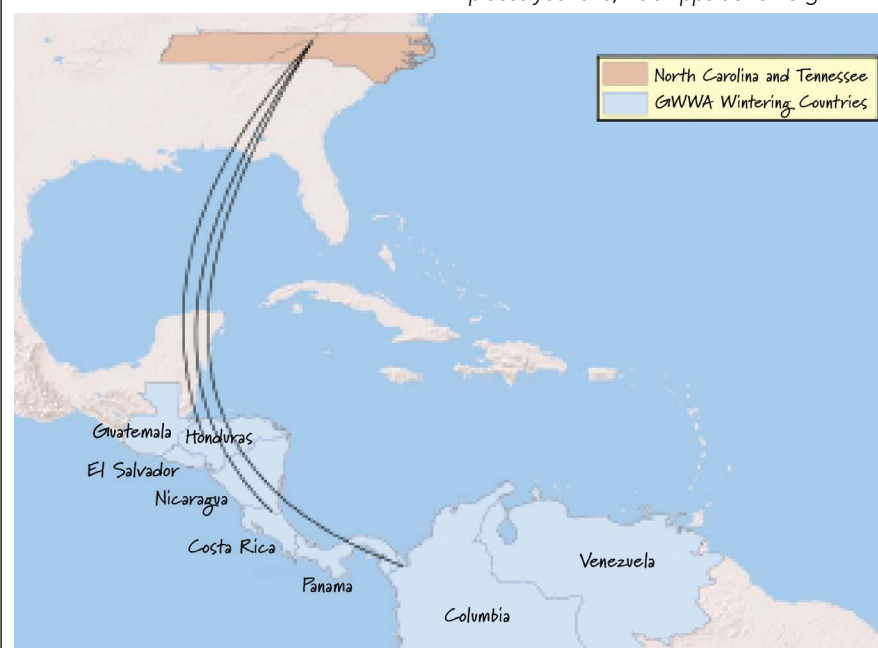 North Carolina and Tennessee
GWWA Wintering Countries
Guatemala
Honduras
El Salvador
Nicaragua
Costa Rica
Panama
Venezuela
Columbia